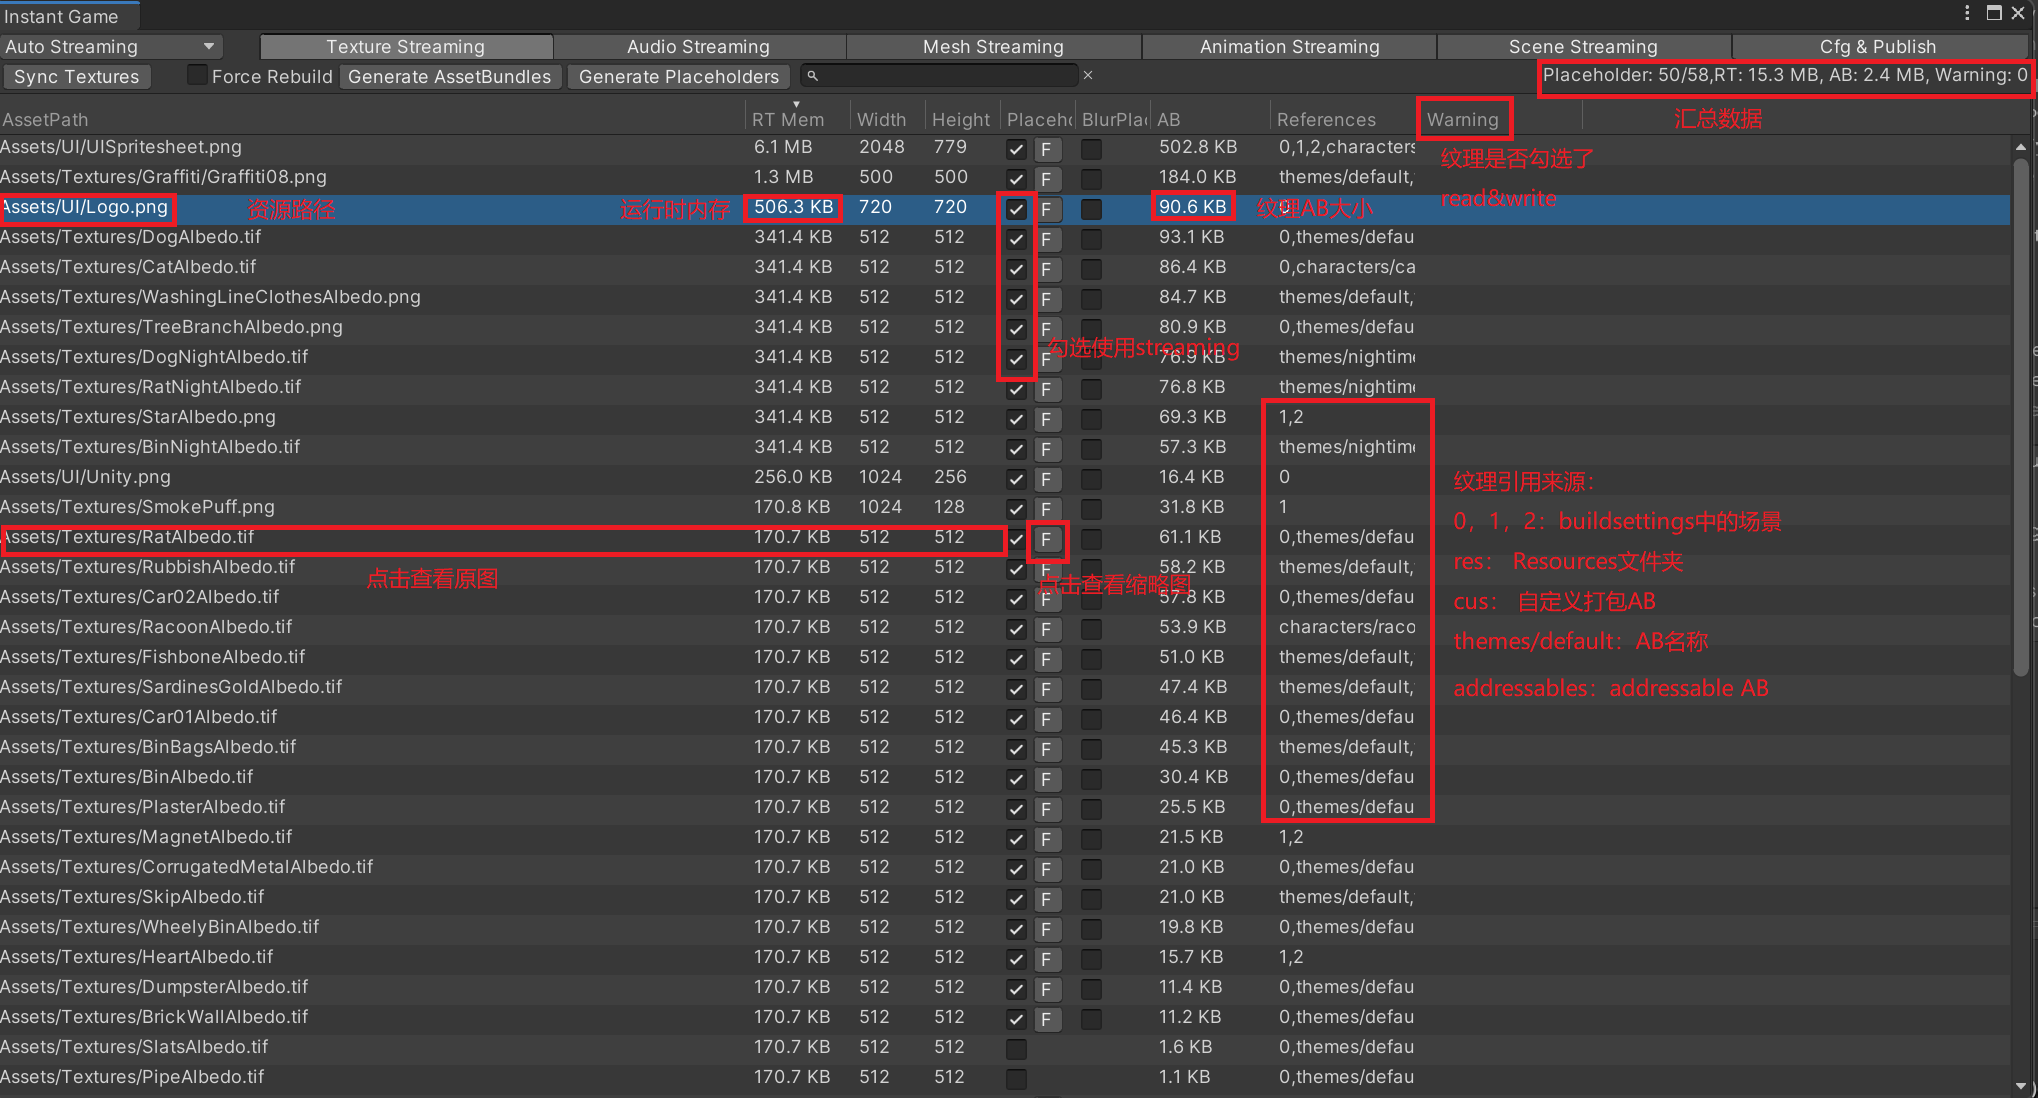 Instant Game
Auto Streaming Texture Streaming Audio Streaming Mesh Streaming Animation Streaming Scene Streaming Cfg & Publish
Sync Textures Force Rebuild Generate AssetBundles Generate Placeholders Placeholder: 50/58,RT: 15.3 MB, AB: 2.4 MB, Warning: 0
AssetPath RT Mem Width Height Placeh BlurPla AB References Warning 汇总数据
Assets/UI/UISpritesheet.png 6.1 MB 2048 779 F 502.8 KB 0,1,2,characters
纹理是否勾选了
Assets/Textures/Graffiti/Graffiti08.png 1.3 MB 500 500 F 184.0 KB themes/default,
read&write
Assets/UI/Logo.png 资源路径 运行时内存 506.3 KB 720 720 F 90.6 KB 纹理AB大小
Assets/Textures/DogAlbedo.tif 341.4 KB 512 512 F 93.1 KB 0,themes/defau
Assets/Textures/CatAlbedo.tif 341.4 KB 512 512 F 86.4 KB 0,characters/ca
Assets/Textures/WashingLineClothesAlbedo.png 341.4 KB 512 512 F 84.7 KB themes/default,
Assets/Textures/TreeBranchAlbedo.png 341.4 KB 512 512 F 80.9 KB 0,themes/defau
勾选使用streaming
Assets/Textures/DogNightAlbedo.tif 341.4 KB 512 512 F 76.9 KB themes/nightim
Assets/Textures/RatNightAlbedo.tif 341.4 KB 512 512 F 76.8 KB themes/nightim
Assets/Textures/StarAlbedo.png 341.4 KB 512 512 F 69.3 KB 1,2
Assets/Textures/BinNightAlbedo.tif 341.4 KB 512 512 F 57.3 KB themes/nightim
Assets/UI/Unity.png 256.0 KB 1024 256 F 16.4 KB 0 纹理引用来源：
Assets/Textures/SmokePuff.png 170.8 KB 1024 128 F 31.8 KB 1
0，1，2：buildsettings中的场景
Assets/Textures/RatAlbedo.tif 170.7 KB 512 512 F 61.1 KB 0,themes/defau
res： Resources文件夹
Assets/Textures/RubbishAlbedo.tif 170.7 KB 512 512 F 58.2 KB themes/default,
点击查看原图 点击查看缩略图
Assets/Textures/Car02Albedo.tif 170.7 KB 512 512 F 57.8 KB 0,themes/defau
cus： 自定义打包AB
Assets/Textures/RacoonAlbedo.tif 170.7 KB 512 512 F 53.9 KB characters/raco
themes/default：AB名称
Assets/Textures/FishboneAlbedo.tif 170.7 KB 512 512 F 51.0 KB themes/default,
Assets/Textures/SardinesGoldAlbedo.tif 170.7 KB 512 512 F 47.4 KB themes/default,
addressables：addressable AB
Assets/Textures/Car01Albedo.tif 170.7 KB 512 512 F 46.4 KB 0,themes/defau
Assets/Textures/BinBagsAlbedo.tif 170.7 KB 512 512 F 45.3 KB themes/default,
Assets/Textures/BinAlbedo.tif 170.7 KB 512 512 F 30.4 KB 0,themes/defau
Assets/Textures/PlasterAlbedo.tif 170.7 KB 512 512 F 25.5 KB 0,themes/defau
Assets/Textures/MagnetAlbedo.tif 170.7 KB 512 512 F 21.5 KB 1,2
Assets/Textures/CorrugatedMetalAlbedo.tif 170.7 KB 512 512 F 21.0 KB 0,themes/defau
Assets/Textures/SkipAlbedo.tif 170.7 KB 512 512 F 21.0 KB themes/default,
Assets/Textures/WheelyBinAlbedo.tif 170.7 KB 512 512 F 19.8 KB 0,themes/defau
Assets/Textures/HeartAlbedo.tif 170.7 KB 512 512 F 15.7 KB 1,2
Assets/Textures/DumpsterAlbedo.tif 170.7 KB 512 512 F 11.4 KB 0,themes/defau
Assets/Textures/BrickWallAlbedo.tif 170.7 KB 512 512 F 11.2 KB 0,themes/defau
Assets/Textures/SlatsAlbedo.tif 170.7 KB 512 512 1.6 KB 0,themes/defau
Assets/Textures/PipeAlbedo.tif 170.7 KB 512 512 1.1 KB 0,themes/defau